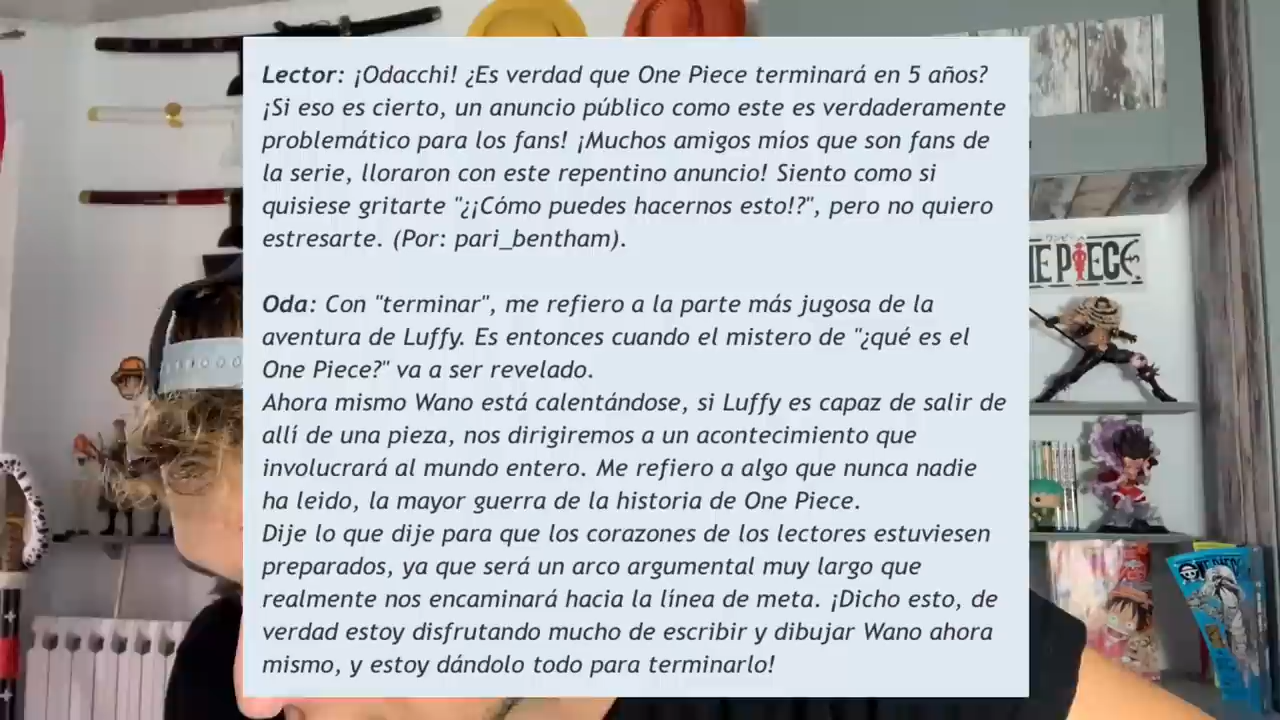 Lector: ¡Odacchi! ¿Es verdad que One Piece terminará en 5 años?
¡Si eso es cierto, un anuncio público como este es verdaderamente
problemático para los fans! ¡Muchos amigos míos que son fans de
la serie, lloraron con este repentino anuncio! Siento como si
quisiese gritarte "¿¡¡Cómo puedes hacernos esto!?", pero no quiero
estresarte. (Por: pari_bentham).
Oda: Con "terminar", me refiero a la parte más jugosa de la
aventura de Luffy. Es entonces cuando el mistero de "¿qué es el
One Piece?" va a ser revelado.
Ahora mismo Wano está calentándose, si Luffy es capaz de salir de
allí de una pieza, nos dirigiremos a un acontecimiento que
involucrará al mundo entero. Me refiero a algo que nunca nadie
ha leido, la mayor guerra de la historia de One Piece.
Dije lo que dije para que los corazones de los lectores estuviesen
preparados, ya que será un arco argumental muy largo que
realmente nos encaminará hacia la línea de meta. ¡Dicho esto, de
verdad estoy disfrutando mucho de escribir y dibujar Wano ahora
mismo, y estoy dándolo todo para terminarlo!
PIECE